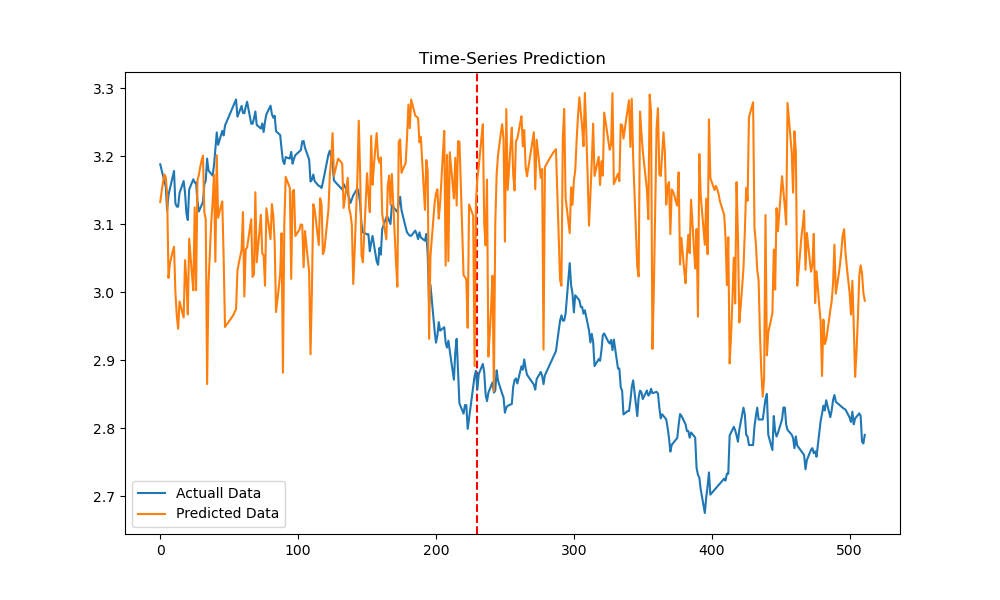 Time-Series Prediction
3.3
3.2
3.1
3.0
2.9
2.8
2.7
Actuall Data
Predicted Data
0 100 200 300 400 500